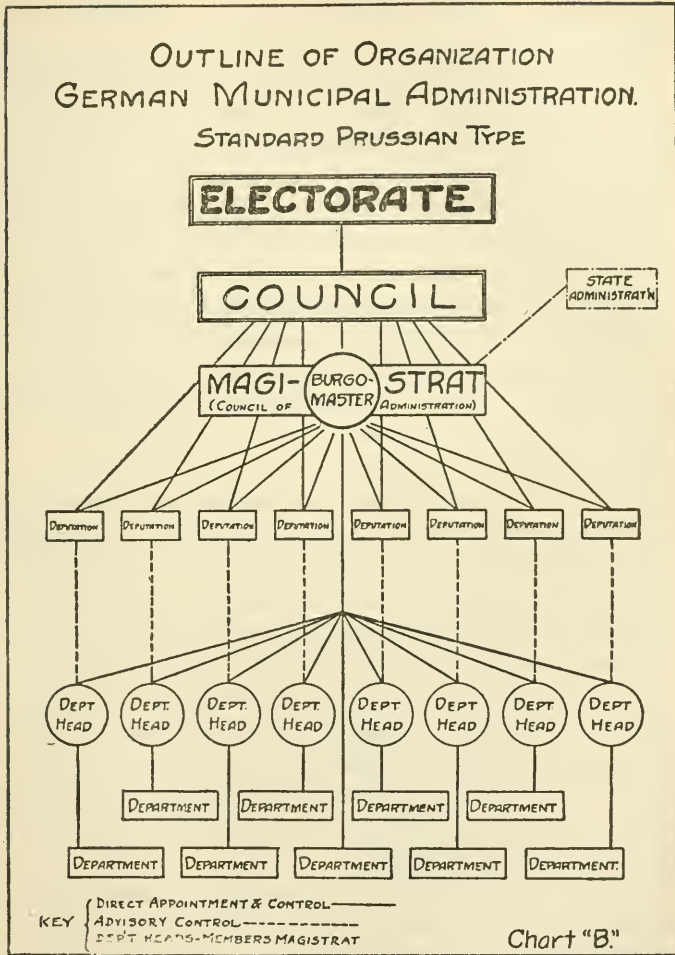 OUTLINE OF ORGANIZATION
GERMAN MUNICIPAL ADMINISTRATION.
STANDARD PRUSSIAN TYPE
ELECTORATE
COUNCIL
STATE
ADMINISTRAT'N
MAGI- BURGO- STRAT
(COUNCIL OF MASTER ADMINISTRATION)
DEPUTATION DEPUTATION DEPUTATION DEPUTATION DEPUTATION DEPUTATION DEPUTATION DEPUTATION
DEPT DEPT. DEPT. DEPT. DEPT DEPT DEPT. DEPT
HEAD HEAD HEAD HEAD HEAD HEAD HEAD HEAD
DEPARTMENT DEPARTMENT DEPARTMENT DEPARTMENT
DEPARTMENT DEPARTMENT DEPARTMENT DEPARTMENT DEPARTMENT.
KEY
DIRECT APPOINTMENT & CONTROL
ADVISORY CONTROL
DEP'T HEADS-MEMBERS MAGISTRAT
Chart "B."